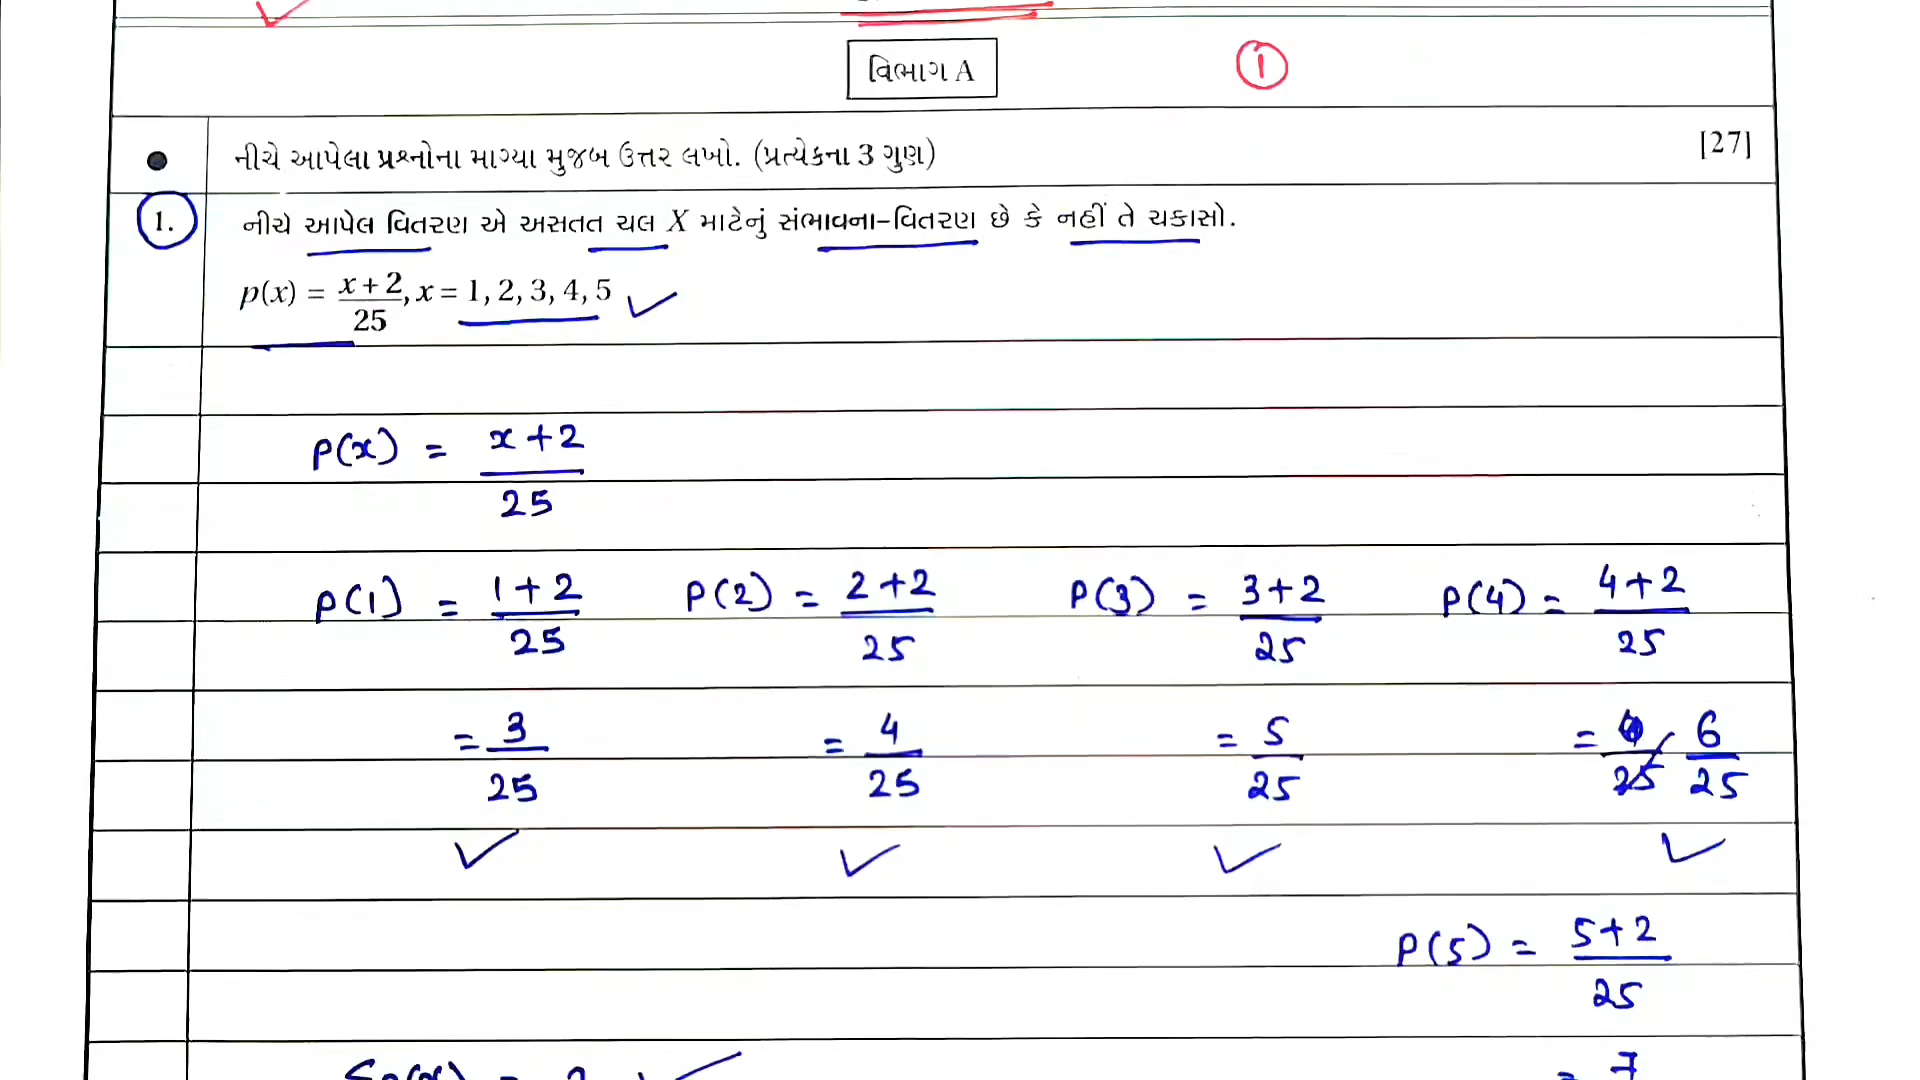 વિભાગ A
1
● નીચે આપેલા પ્રશ્નોના માગ્યા મુજબ ઉત્તર લખો. (પ્રત્યેકના 3 ગુણ) [27]
1. નીચે આપેલ વિતરણ એ અસતત ચલ X માટેનું સંભાવના-વિતરણ છે કે નહીં તે ચકાસો.
p(x) = x + 2 / 25, x = 1, 2, 3, 4, 5
P(x) = x+2 / 25
P(1) = 1+2 / 25 P(2) = 2+2 / 25 P(3) = 3+2 / 25 P(4) = 4+2 / 25
= 3/25 = 4/25 = 5/25 = 6/25
P(5) = 5+2 / 25
= 7